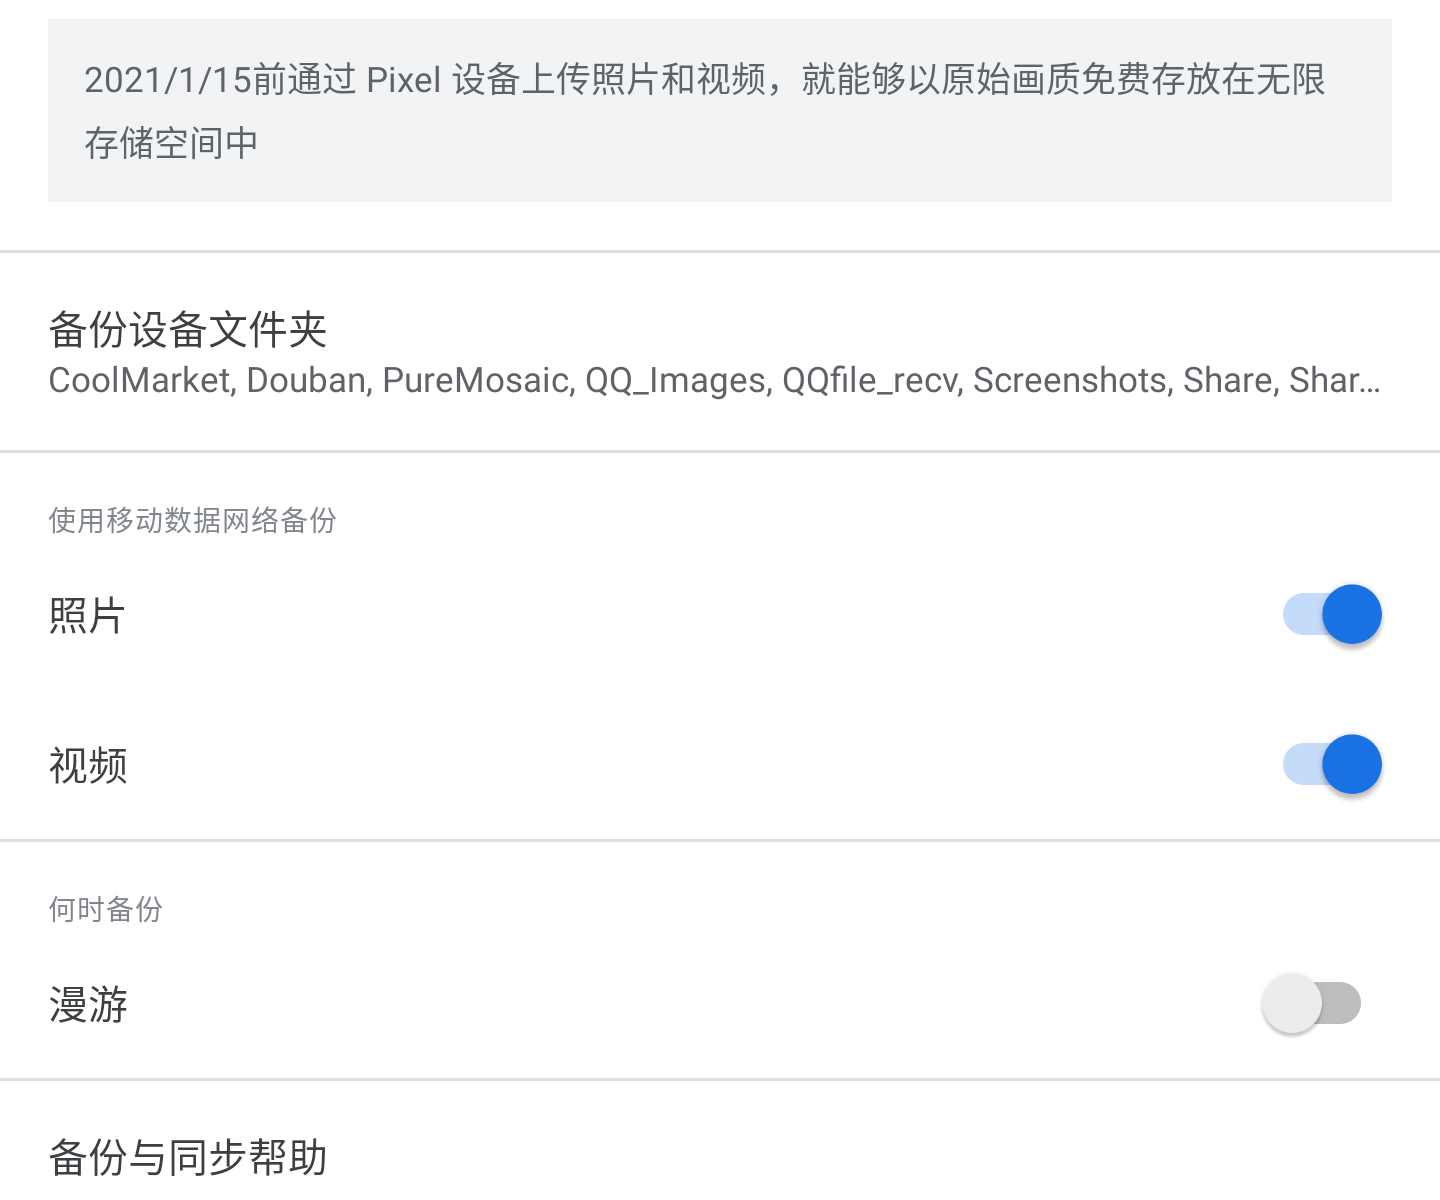 2021/1/15前通过 Pixel 设备上传照片和视频，就能够以原始画质免费存放在无限
存储空间中
备份设备文件夹
CoolMarket, Douban, PureMosaic, QQ_Images, QQfile_recv, Screenshots, Share, Shar...
使用移动数据网络备份
照片
视频
何时备份
漫游
备份与同步帮助